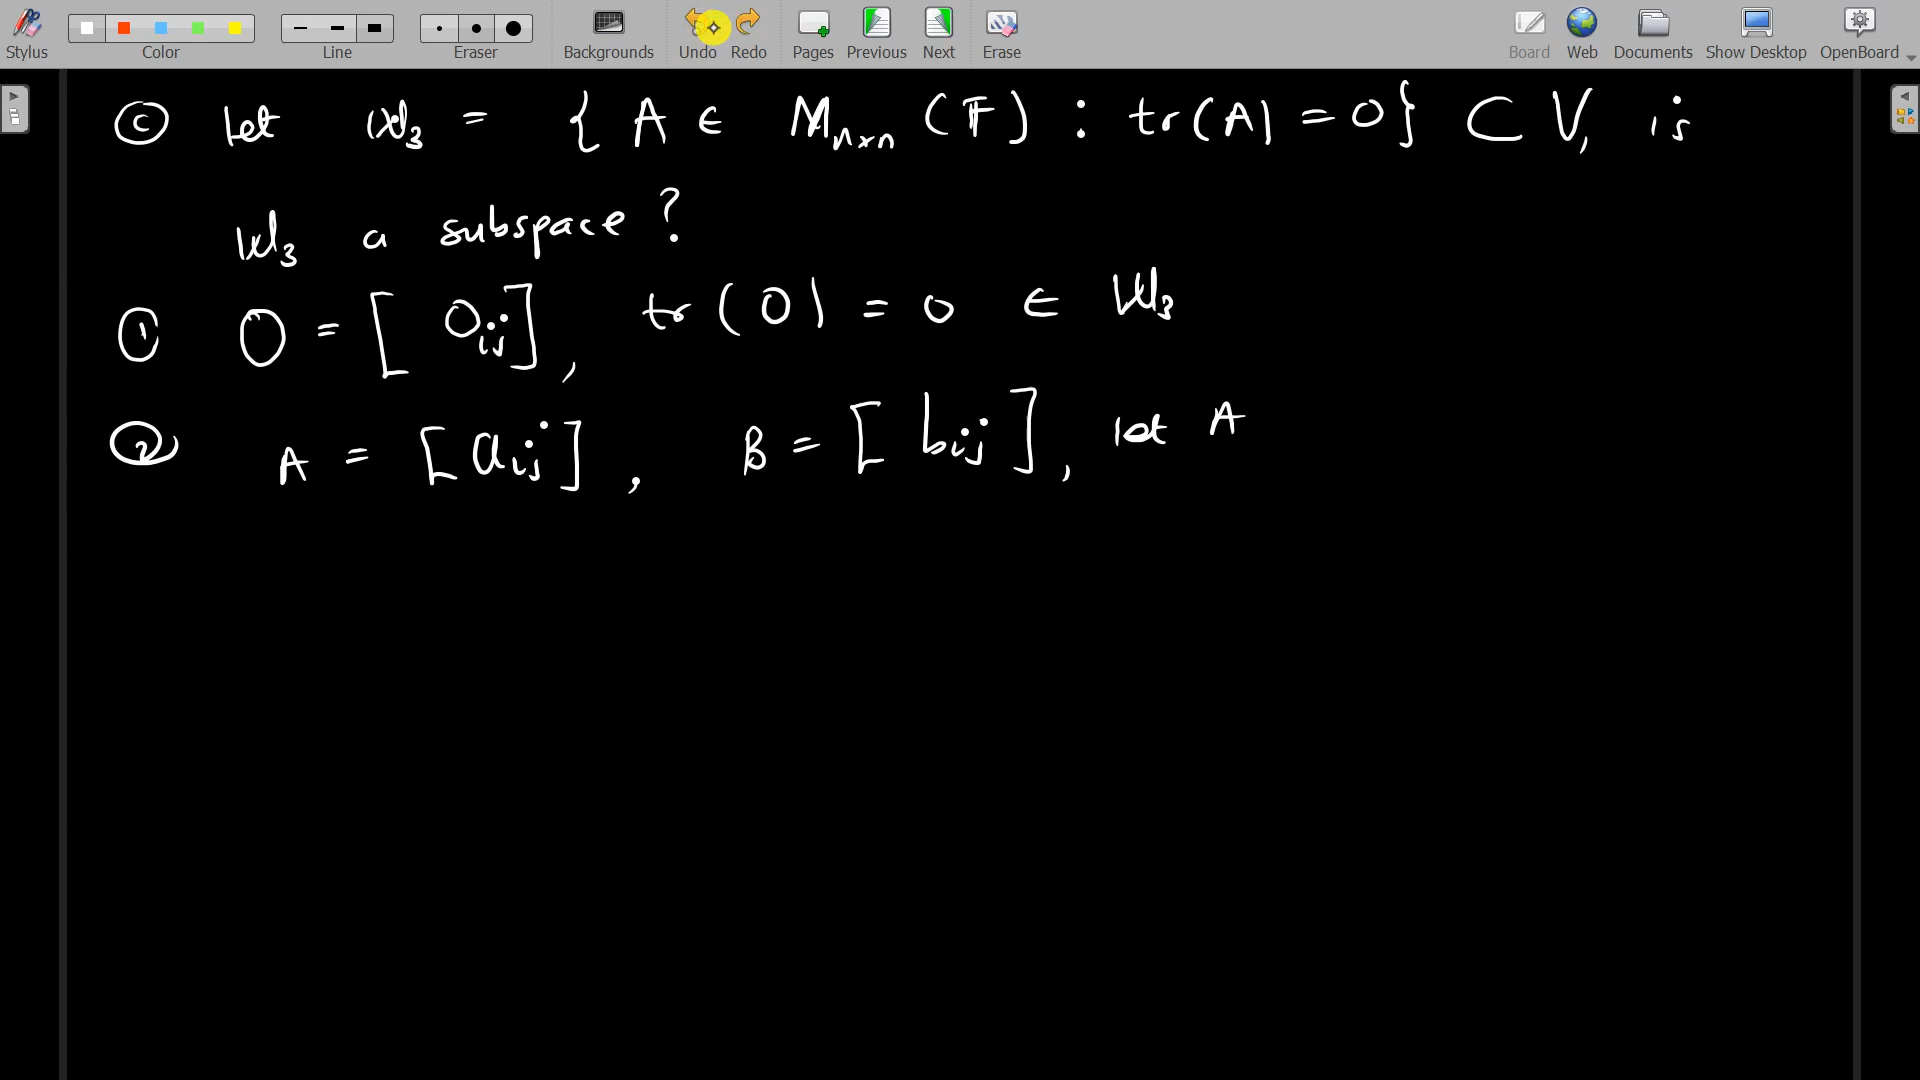 Stylus Color Line Eraser Backgrounds Undo Redo Pages Previous Next Erase Board Web Documents Show Desktop OpenBoard
ⓒ Let W₃ = { A ∈ Mₙₓₙ (F) : tr(A) = 0 } ⊂ V, is
W₃ a subspace ?
① O = [ 0ᵢⱼ ], tr ( O ) = 0 ∈ W₃
② A = [ aᵢⱼ ] , B = [ bᵢⱼ ] , let A